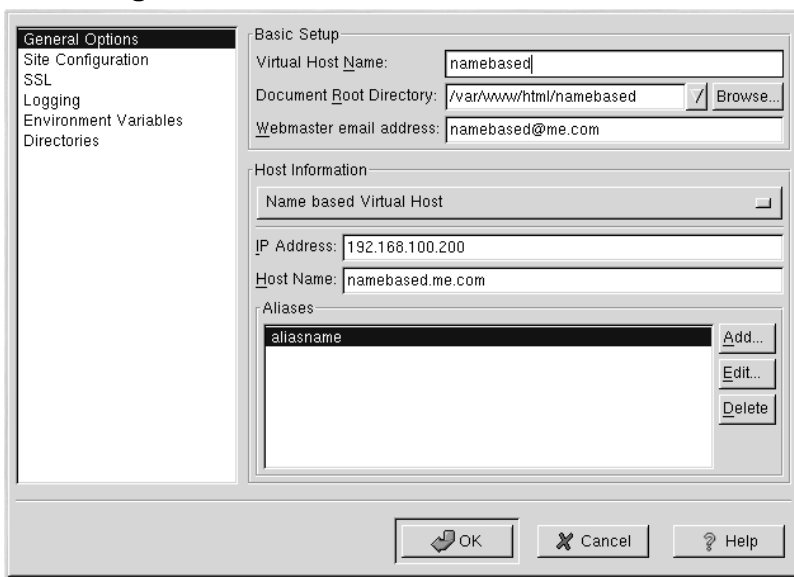 General Options
Site Configuration
SSL
Logging
Environment Variables
Directories
Basic Setup
Virtual Host Name: namebased
Document Root Directory: /var/www/html/namebased Browse...
Webmaster email address: namebased@me.com
Host Information
Name based Virtual Host
IP Address: 192.168.100.200
Host Name: namebased.me.com
Aliases
aliasname
Add...
Edit...
Delete
OK Cancel Help